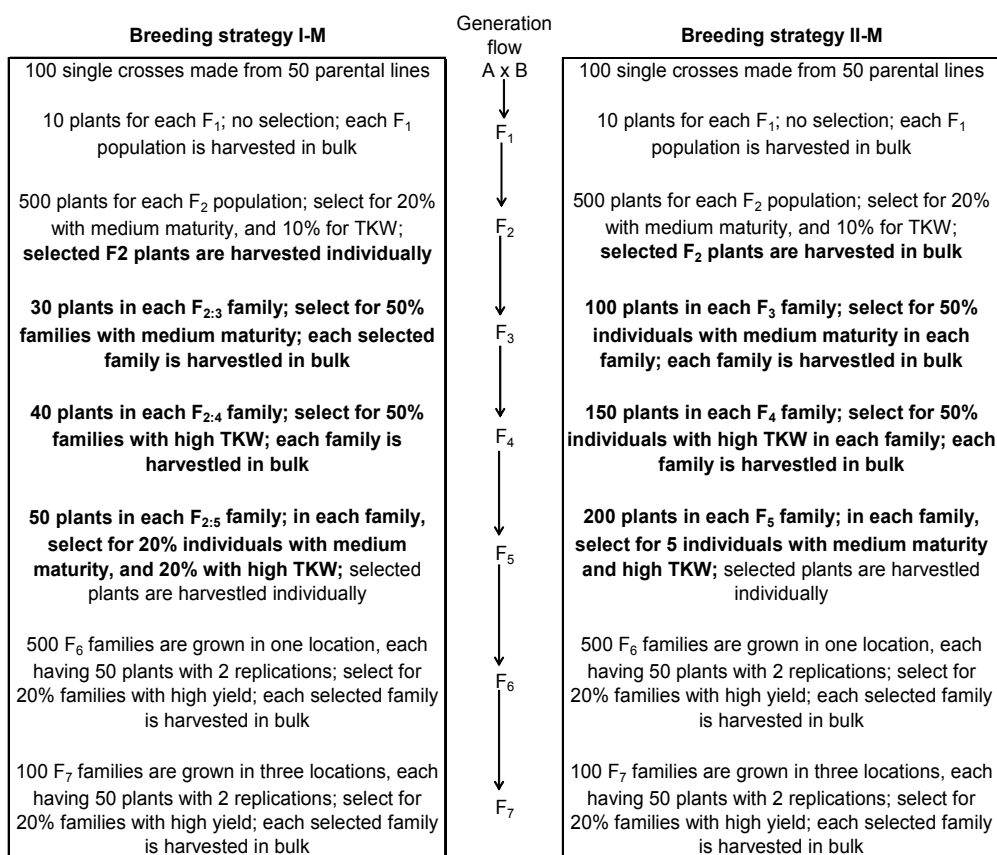 Breeding strategy I-M
100 single crosses made from 50 parental lines
10 plants for each F1; no selection; each F1
population is harvested in bulk
500 plants for each F2 population; select for 20%
with medium maturity, and 10% for TKW;
selected F2 plants are harvested individually
30 plants in each F2:3 family; select for 50%
families with medium maturity; each selected
family is harvestled in bulk
40 plants in each F2:4 family; select for 50%
families with high TKW; each family is
harvestled in bulk
50 plants in each F2:5 family; in each family,
select for 20% individuals with medium
maturity, and 20% with high TKW; selected
plants are harvestled individually
500 F6 families are grown in one location, each
having 50 plants with 2 replications; select for
20% families with high yield; each selected family
is harvested in bulk
100 F7 families are grown in three locations, each
having 50 plants with 2 replications; select for
20% families with high yield; each selected family
is harvested in bulk
Generation
flow
A x B
F1
F2
F3
F4
F5
F6
F7
Breeding strategy II-M
100 single crosses made from 50 parental lines
10 plants for each F1; no selection; each F1
population is harvested in bulk
500 plants for each F2 population; select for 20%
with medium maturity, and 10% for TKW;
selected F2 plants are harvested in bulk
100 plants in each F3 family; select for 50%
individuals with medium maturity in each
family; each family is harvestled in bulk
150 plants in each F4 family; select for 50%
individuals with high TKW in each family; each
family is harvestled in bulk
200 plants in each F5 family; in each family,
select for 5 individuals with medium maturity
and high TKW; selected plants are harvestled
individually
500 F6 families are grown in one location, each
having 50 plants with 2 replications; select for
20% families with high yield; each selected family
is harvested in bulk
100 F7 families are grown in three locations, each
having 50 plants with 2 replications; select for
20% families with high yield; each selected family
is harvested in bulk